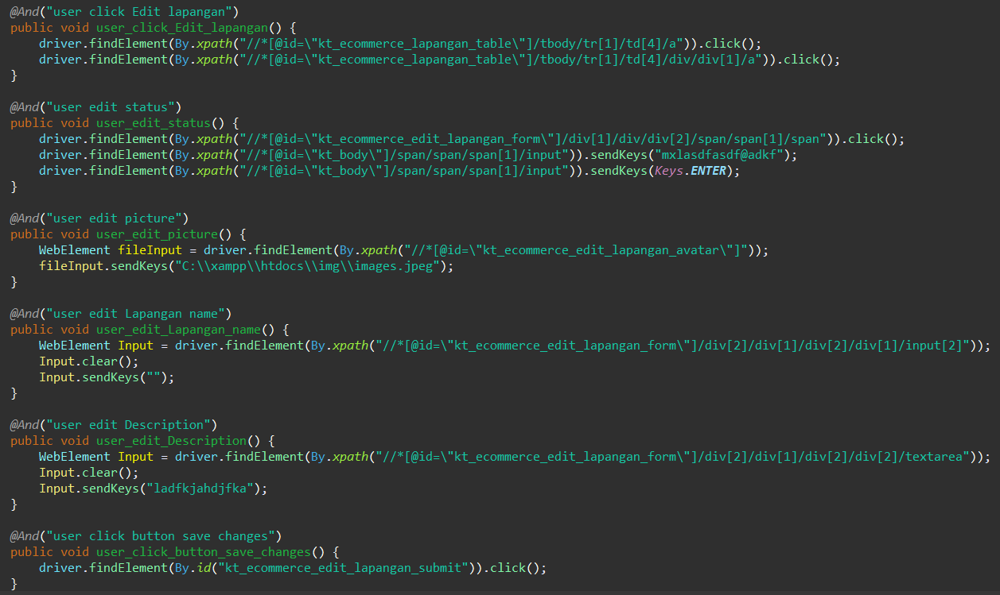 @And("user click Edit lapangan")
public void user_click_Edit_lapangan() {
    driver.findElement(By.xpath("//*[@id=\"kt_ecommerce_lapangan_table\"]/tbody/tr[1]/td[4]/a")).click();
    driver.findElement(By.xpath("//*[@id=\"kt_ecommerce_lapangan_table\"]/tbody/tr[1]/td[4]/div/div[1]/a")).click();
}

@And("user edit status")
public void user_edit_status() {
    driver.findElement(By.xpath("//*[@id=\"kt_ecommerce_edit_lapangan_form\"]/div[1]/div/div[2]/span/span[1]/span")).click();
    driver.findElement(By.xpath("//*[@id=\"kt_body\"]/span/span/span[1]/input")).sendKeys("mxlasdfasdf@adkf");
    driver.findElement(By.xpath("//*[@id=\"kt_body\"]/span/span/span[1]/input")).sendKeys(Keys.ENTER);
}

@And("user edit picture")
public void user_edit_picture() {
    WebElement fileInput = driver.findElement(By.xpath("//*[@id=\"kt_ecommerce_edit_lapangan_avatar\"]"));
    fileInput.sendKeys("C:\\xampp\\htdocs\\img\\images.jpeg");
}

@And("user edit Lapangan name")
public void user_edit_Lapangan_name() {
    WebElement Input = driver.findElement(By.xpath("//*[@id=\"kt_ecommerce_edit_lapangan_form\"]/div[2]/div[1]/div[2]/div[1]/input[2]"));
    Input.clear();
    Input.sendKeys("");
}

@And("user edit Description")
public void user_edit_Description() {
    WebElement Input = driver.findElement(By.xpath("//*[@id=\"kt_ecommerce_edit_lapangan_form\"]/div[2]/div[1]/div[2]/div[2]/textarea"));
    Input.clear();
    Input.sendKeys("ladfkjahdjfka");
}

@And("user click button save changes")
public void user_click_button_save_changes() {
    driver.findElement(By.id("kt_ecommerce_edit_lapangan_submit")).click();
}